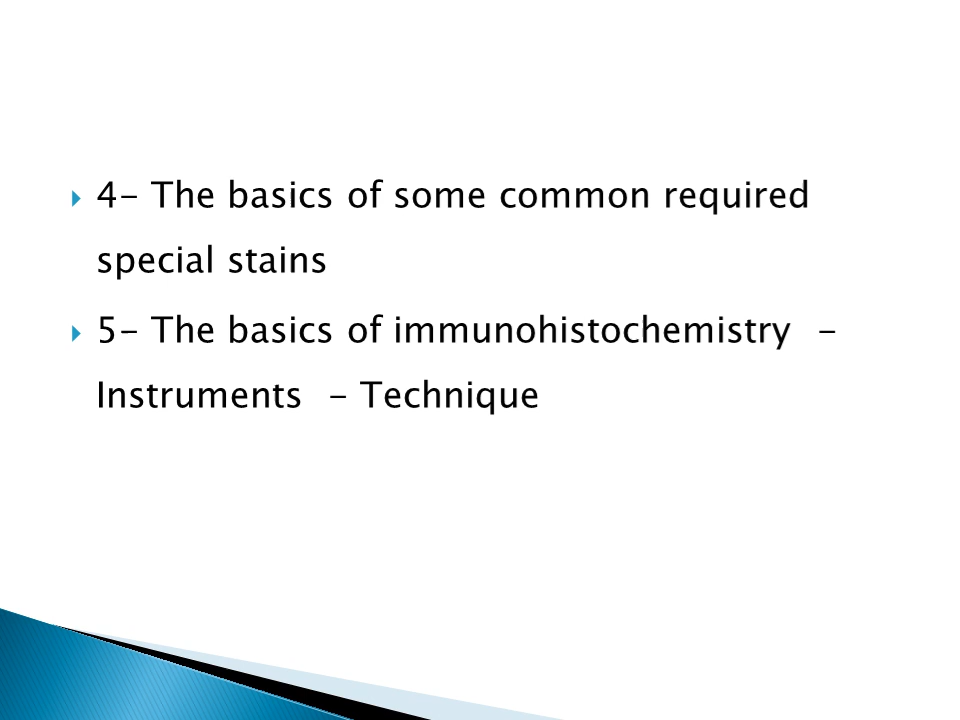 4- The basics of some common required
special stains
5- The basics of immunohistochemistry  -
Instruments  - Technique